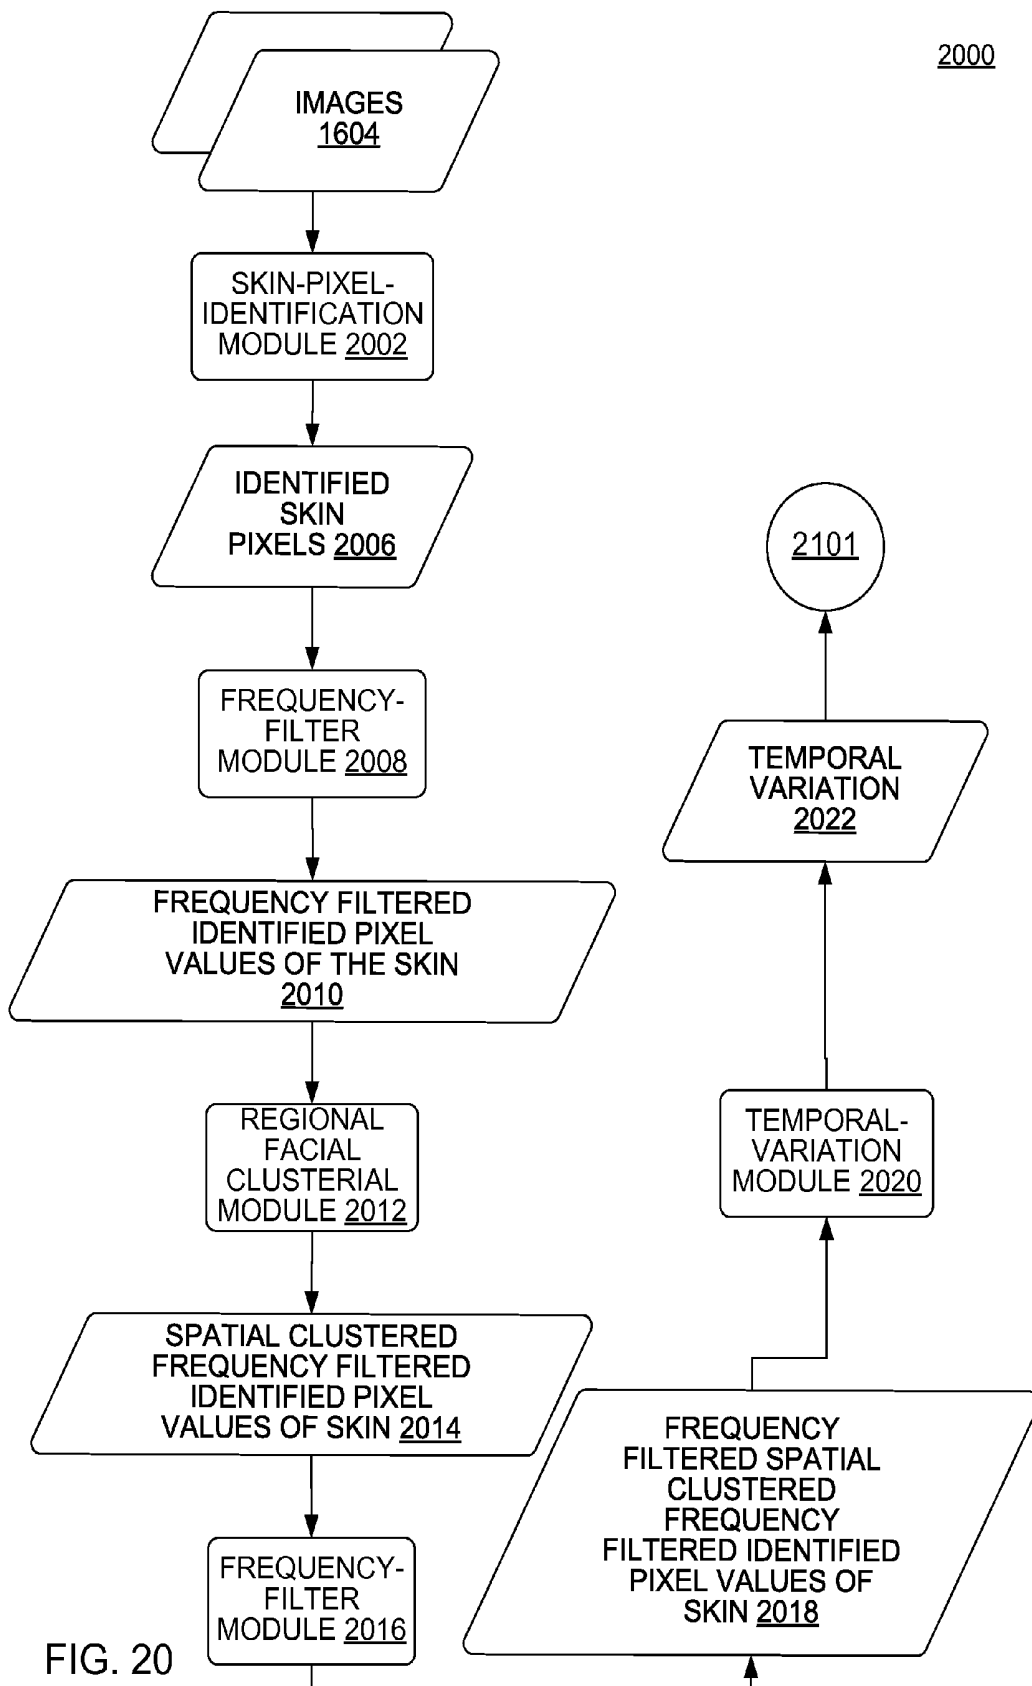 2000
IMAGES
1604
SKIN-PIXEL-
IDENTIFICATION
MODULE 2002
IDENTIFIED
SKIN
PIXELS 2006
FREQUENCY-
FILTER
MODULE 2008
FREQUENCY FILTERED
IDENTIFIED PIXEL
VALUES OF THE SKIN
2010
REGIONAL
FACIAL
CLUSTERIAL
MODULE 2012
SPATIAL CLUSTERED
FREQUENCY FILTERED
IDENTIFIED PIXEL
VALUES OF SKIN 2014
FREQUENCY-
FILTER
MODULE 2016
FREQUENCY
FILTERED SPATIAL
CLUSTERED
FREQUENCY
FILTERED IDENTIFIED
PIXEL VALUES OF
SKIN 2018
TEMPORAL-
VARIATION
MODULE 2020
TEMPORAL
VARIATION
2022
2101
FIG. 20